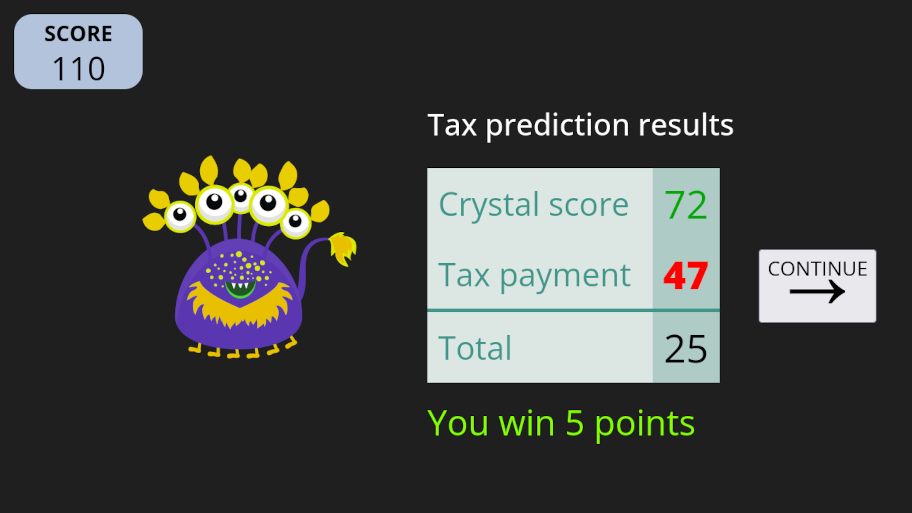 SCORE
110
Tax prediction results
Crystal score 72
Tax payment 47
Total 25
CONTINUE
You win 5 points